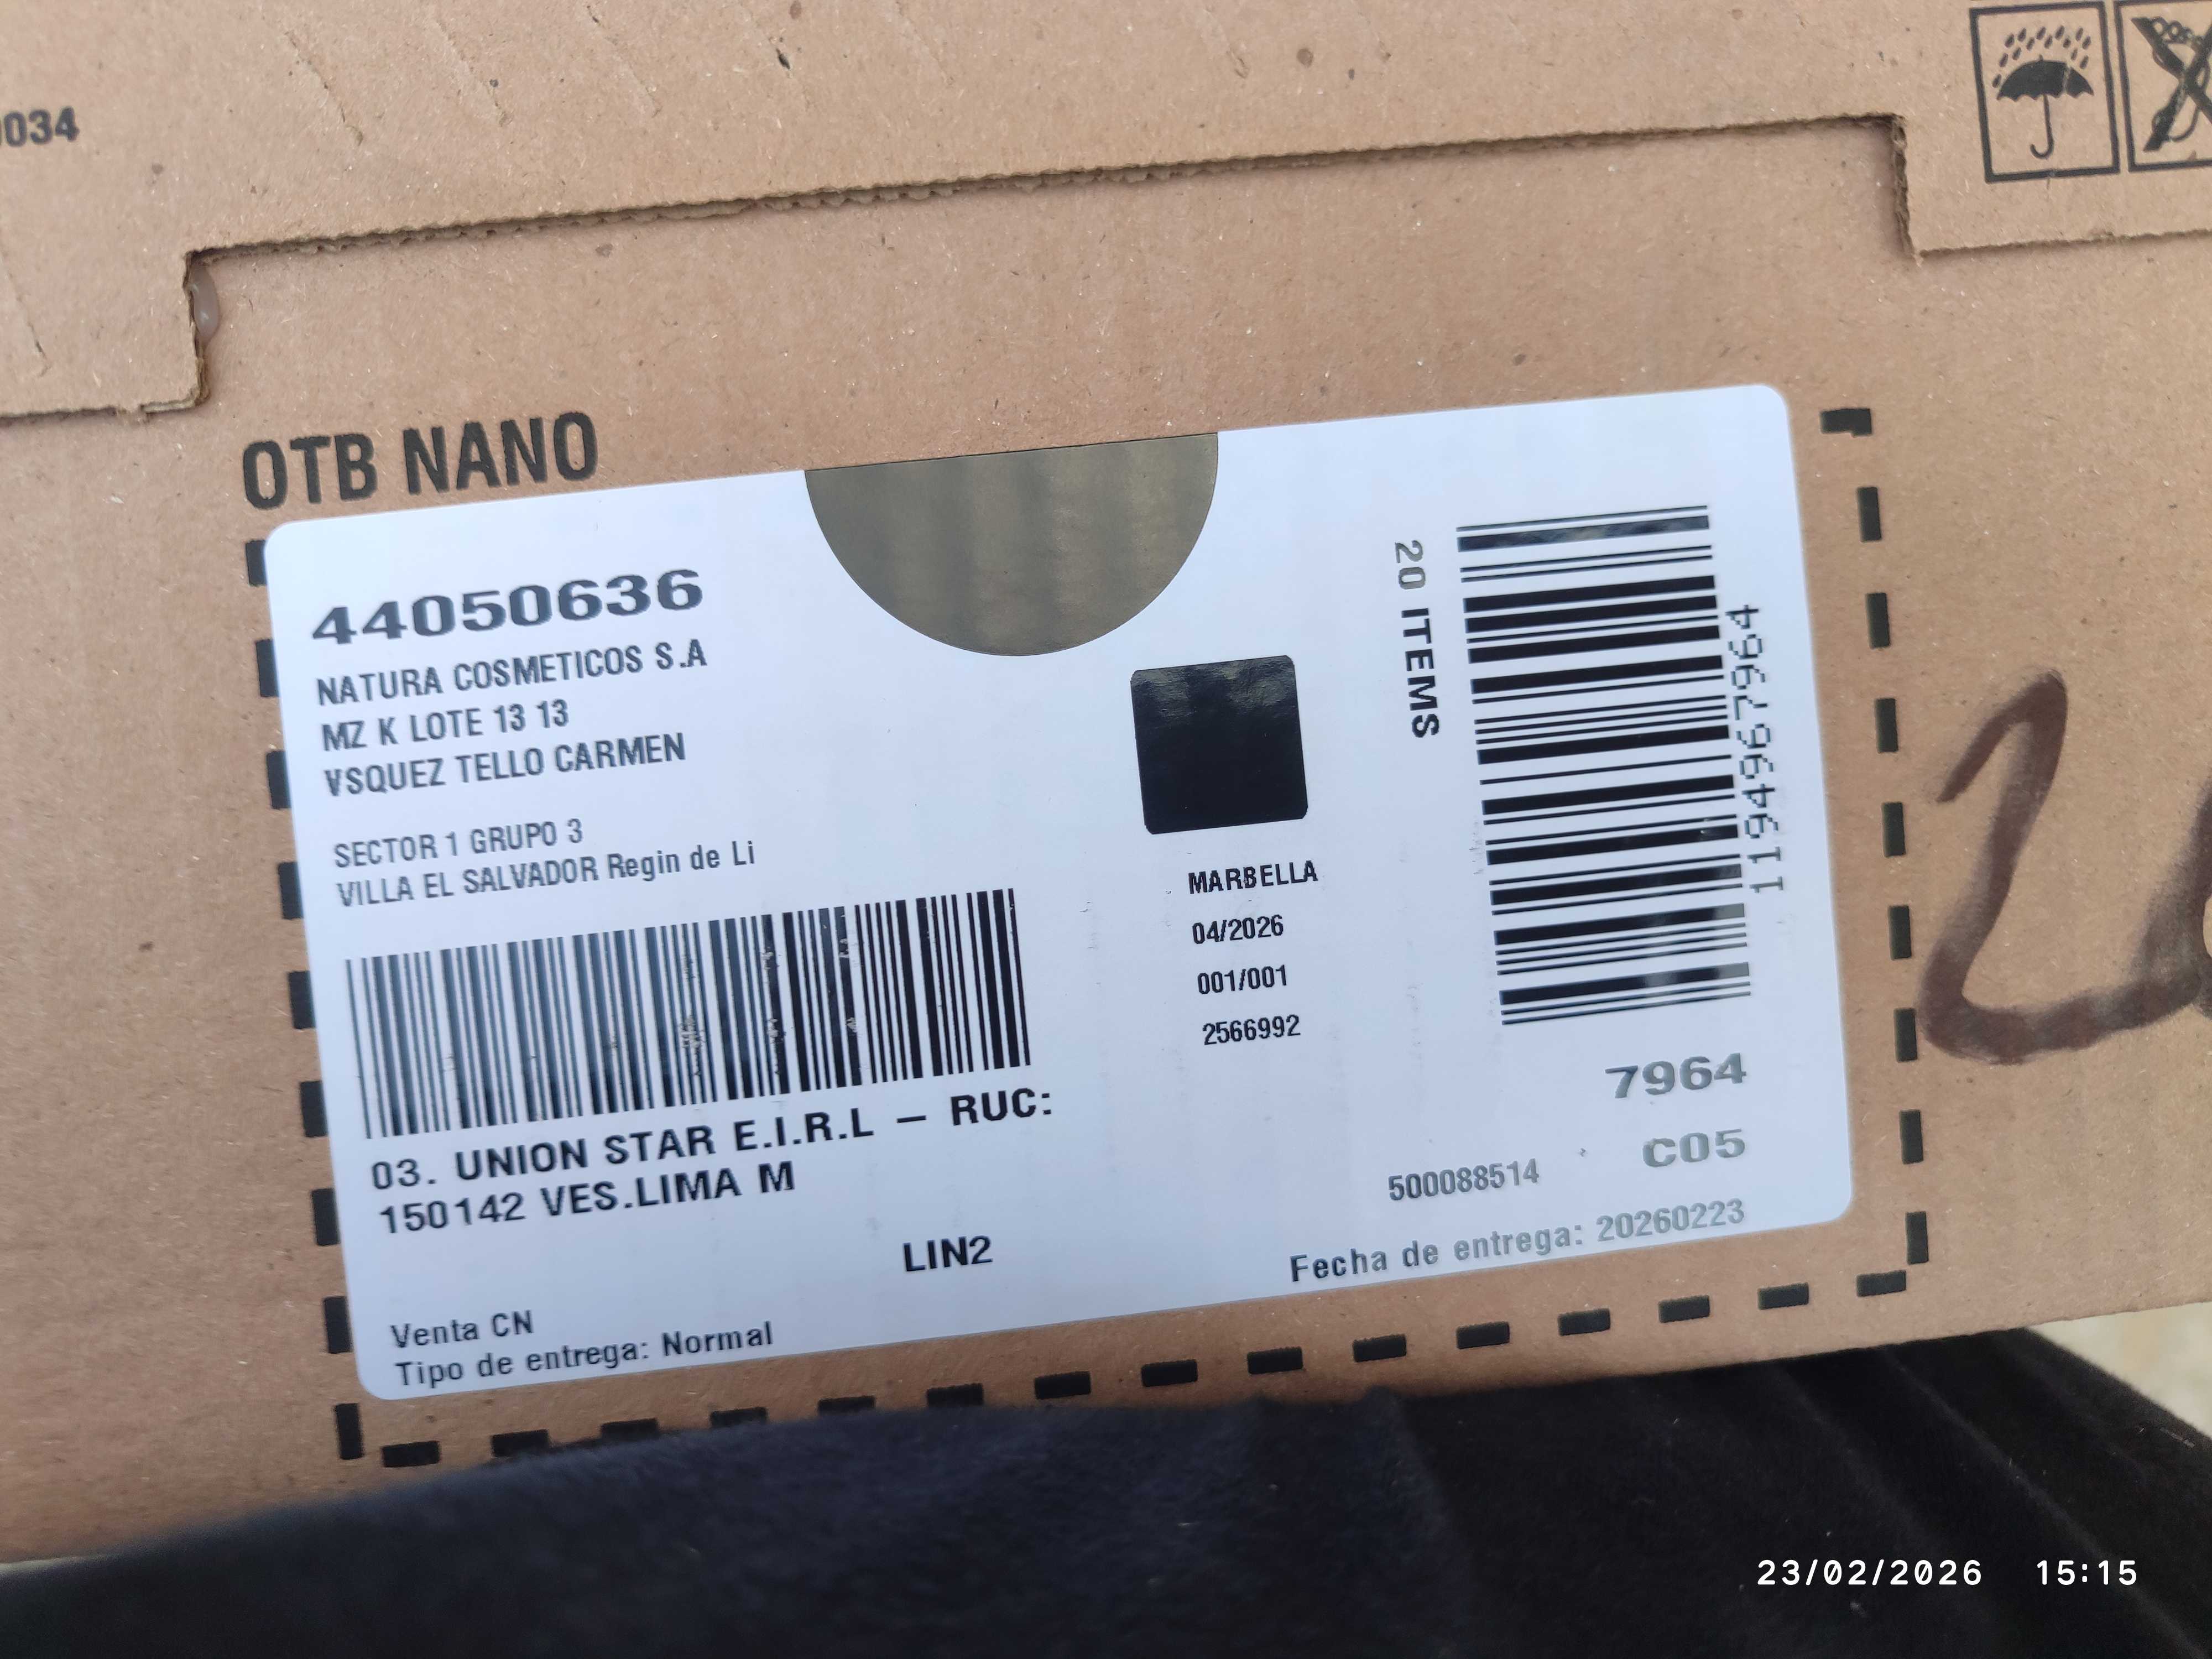 0034
OTB NANO
44050636
NATURA COSMETICOS S.A
MZ K LOTE 13 13
VSQUEZ TELLO CARMEN
SECTOR 1 GRUPO 3
VILLA EL SALVADOR Regin de Li
03. UNION STAR E.I.R.L – RUC:
150142 VES.LIMA M
LIN2
Venta CN
Tipo de entrega: Normal
MARBELLA
04/2026
001/001
2566992
20 ITEMS
1194967964
7964
C05
500088514
Fecha de entrega: 20260223
23/02/2026 15:15